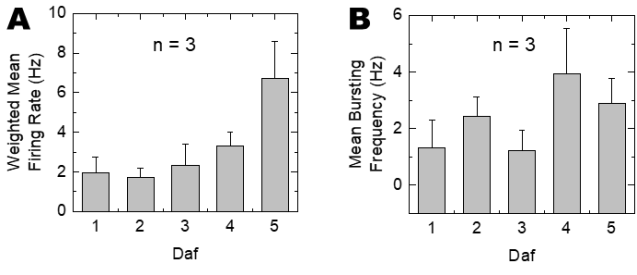 A
Weighted Mean
Firing Rate (Hz)
10
8
6
4
2
0
n = 3
1 2 3 4 5
Daf
B
Mean Bursting
Frequency (Hz)
6
4
2
0
n = 3
1 2 3 4 5
Daf